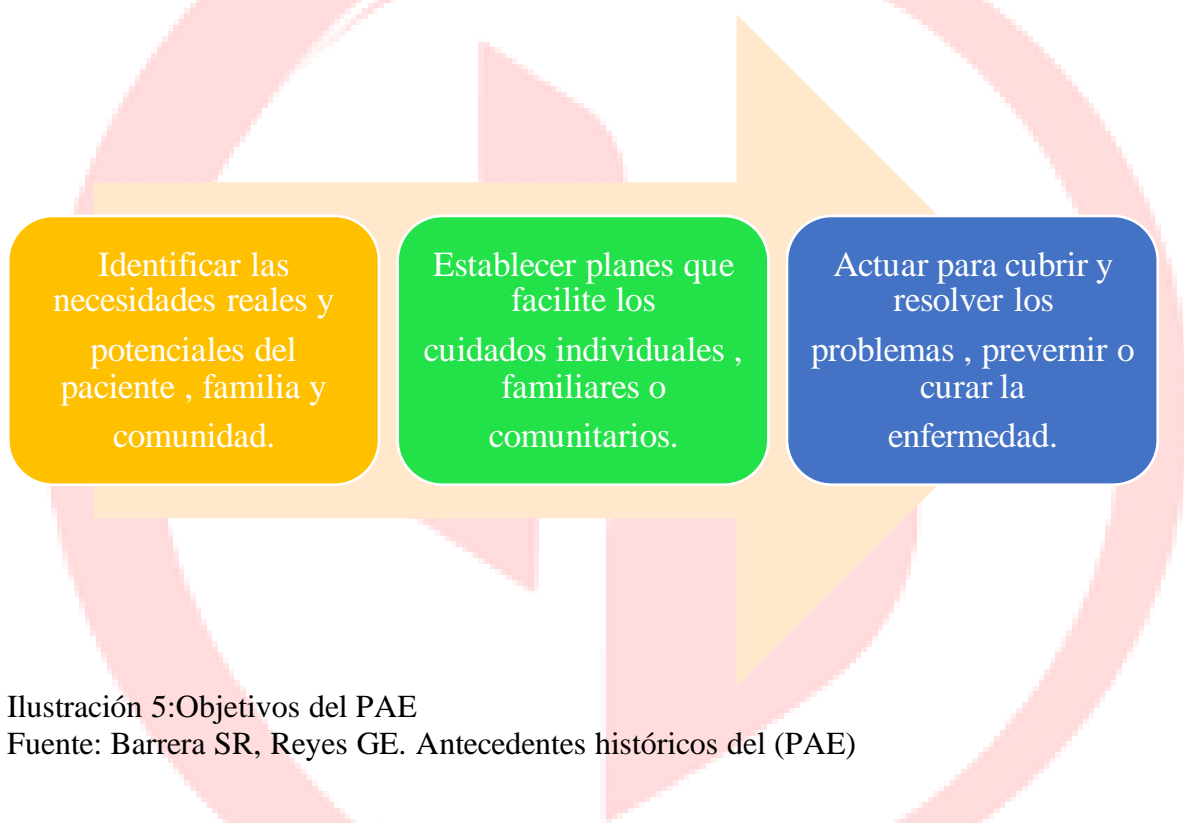 Identificar las
necesidades reales y
potenciales del
paciente , familia y
comunidad.
Establecer planes que
facilite los
cuidados individuales ,
familiares o
comunitarios.
Actuar para cubrir y
resolver los
problemas , prevernir o
curar la
enfermedad.
Ilustración 5:Objetivos del PAE
Fuente: Barrera SR, Reyes GE. Antecedentes históricos del (PAE)